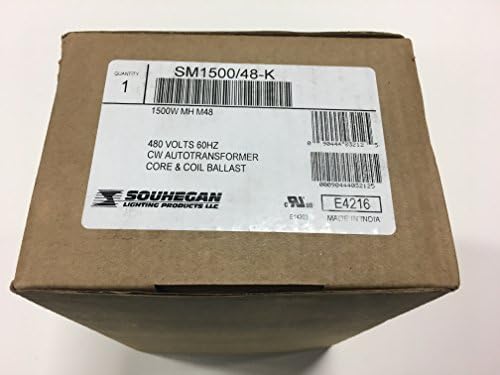 QUANTITY
1
SM1500/48-K
1500W MH M48
480 VOLTS 60HZ
CW AUTOTRANSFORMER
CORE & COIL BALLAST
SOUHEGAN
LIGHTING PRODUCTS LLC
E4216
MADE IN INDIA